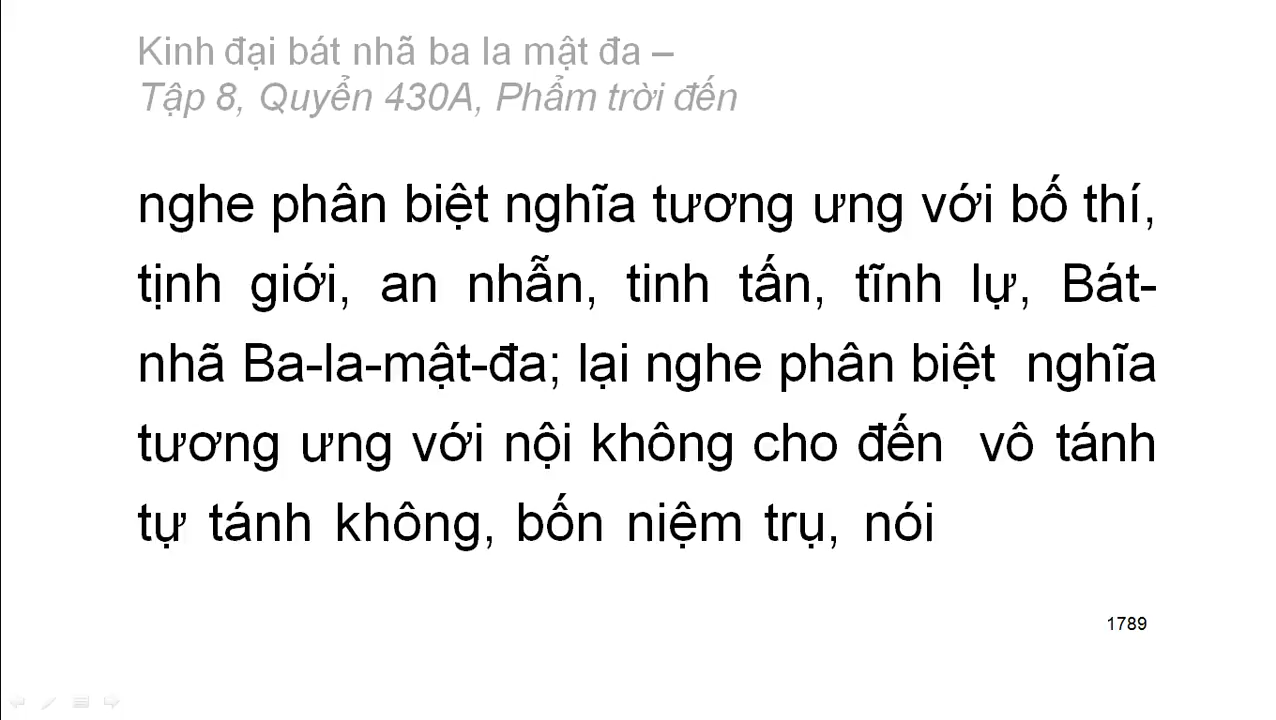 Kinh đại bát nhã ba la mật đa –
Tập 8, Quyển 430A, Phẩm trời đến
nghe phân biệt nghĩa tương ưng với bố thí,
tịnh giới, an nhẫn, tinh tấn, tĩnh lự, Bát-
nhã Ba-la-mật-đa; lại nghe phân biệt nghĩa
tương ưng với nội không cho đến vô tánh
tự tánh không, bốn niệm trụ, nói
1789